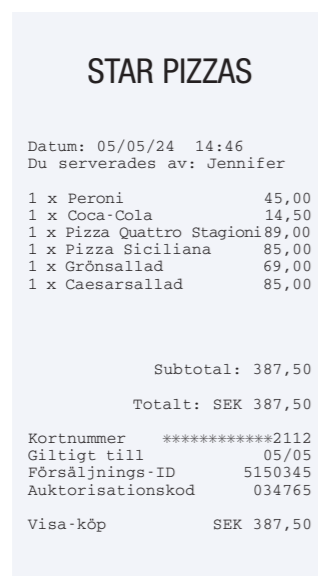 STAR PIZZAS
Datum: 05/05/24 14:46
Du serverades av: Jennifer
1 x Peroni 45,00
1 x Coca-Cola 14,50
1 x Pizza Quattro Stagioni 89,00
1 x Pizza Siciliana 85,00
1 x Grönsallad 69,00
1 x Caesarsallad 85,00
Subtotal: 387,50
Totalt: SEK 387,50
Kortnummer ************2112
Giltigt till 05/05
Försäljnings-ID 5150345
Auktorisationskod 034765
Visa-köp SEK 387,50